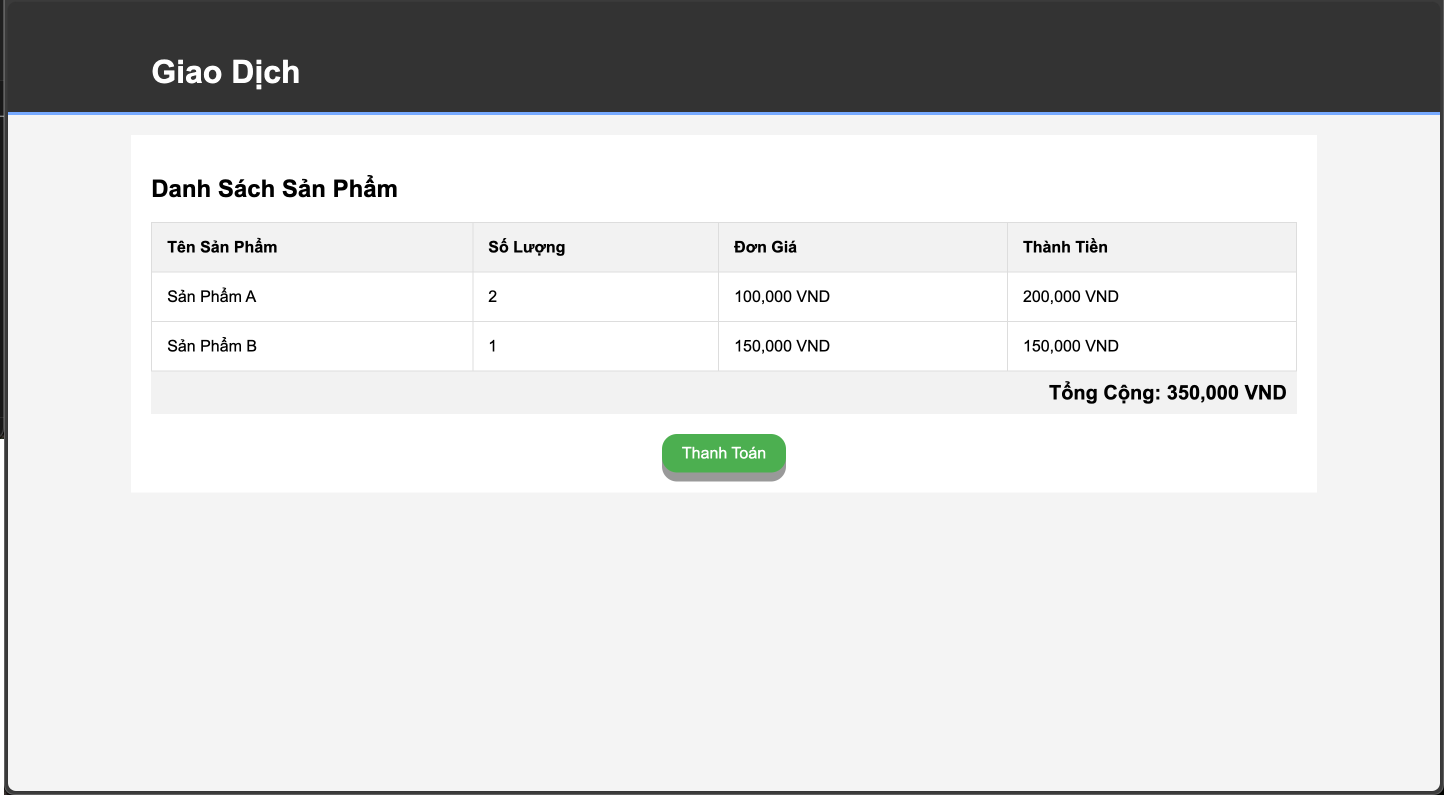 Giao Dịch
Danh Sách Sản Phẩm
Tên Sản Phẩm Số Lượng Đơn Giá Thành Tiền
Sản Phẩm A 2 100,000 VND 200,000 VND
Sản Phẩm B 1 150,000 VND 150,000 VND
Tổng Cộng: 350,000 VND
Thanh Toán